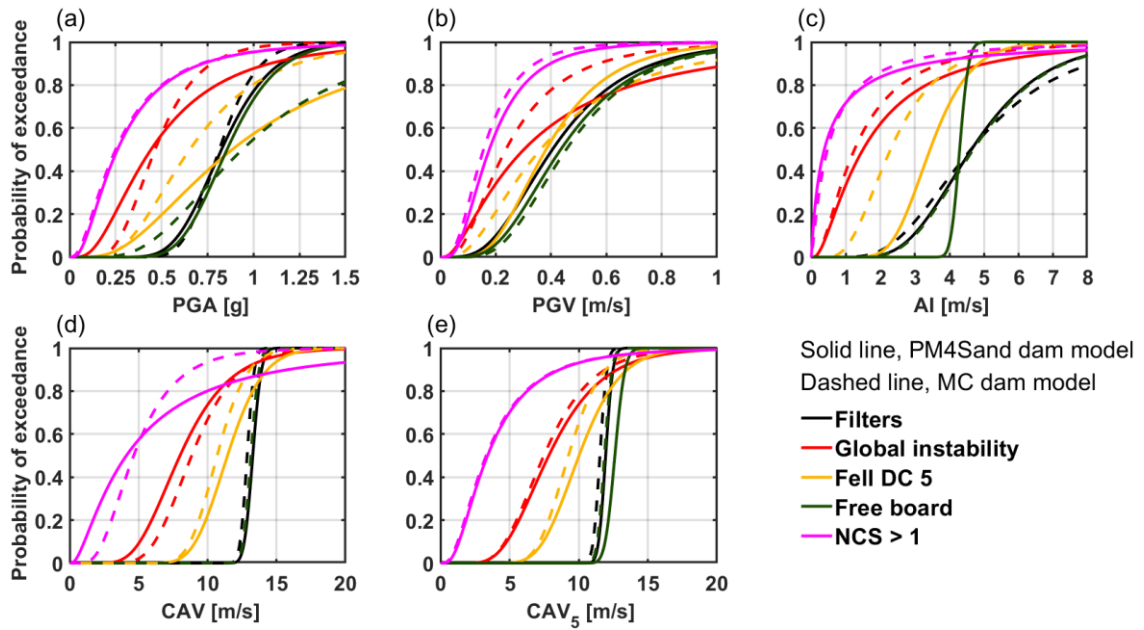 (a)
(b)
(c)
Probability of exceedance
1
0.8
0.6
0.4
0.2
0
0 0.25 0.5 0.75 1 1.25 1.5
PGA [g]
1
0.8
0.6
0.4
0.2
0
0 0.2 0.4 0.6 0.8 1
PGV [m/s]
1
0.8
0.6
0.4
0.2
0
0 1 2 3 4 5 6 7 8
AI [m/s]
(d)
(e)
Probability of exceedance
1
0.8
0.6
0.4
0.2
0
0 5 10 15 20
CAV [m/s]
1
0.8
0.6
0.4
0.2
0
0 5 10 15 20
CAV5 [m/s]
Solid line, PM4Sand dam model
Dashed line, MC dam model
Filters
Global instability
Fell DC 5
Free board
NCS > 1